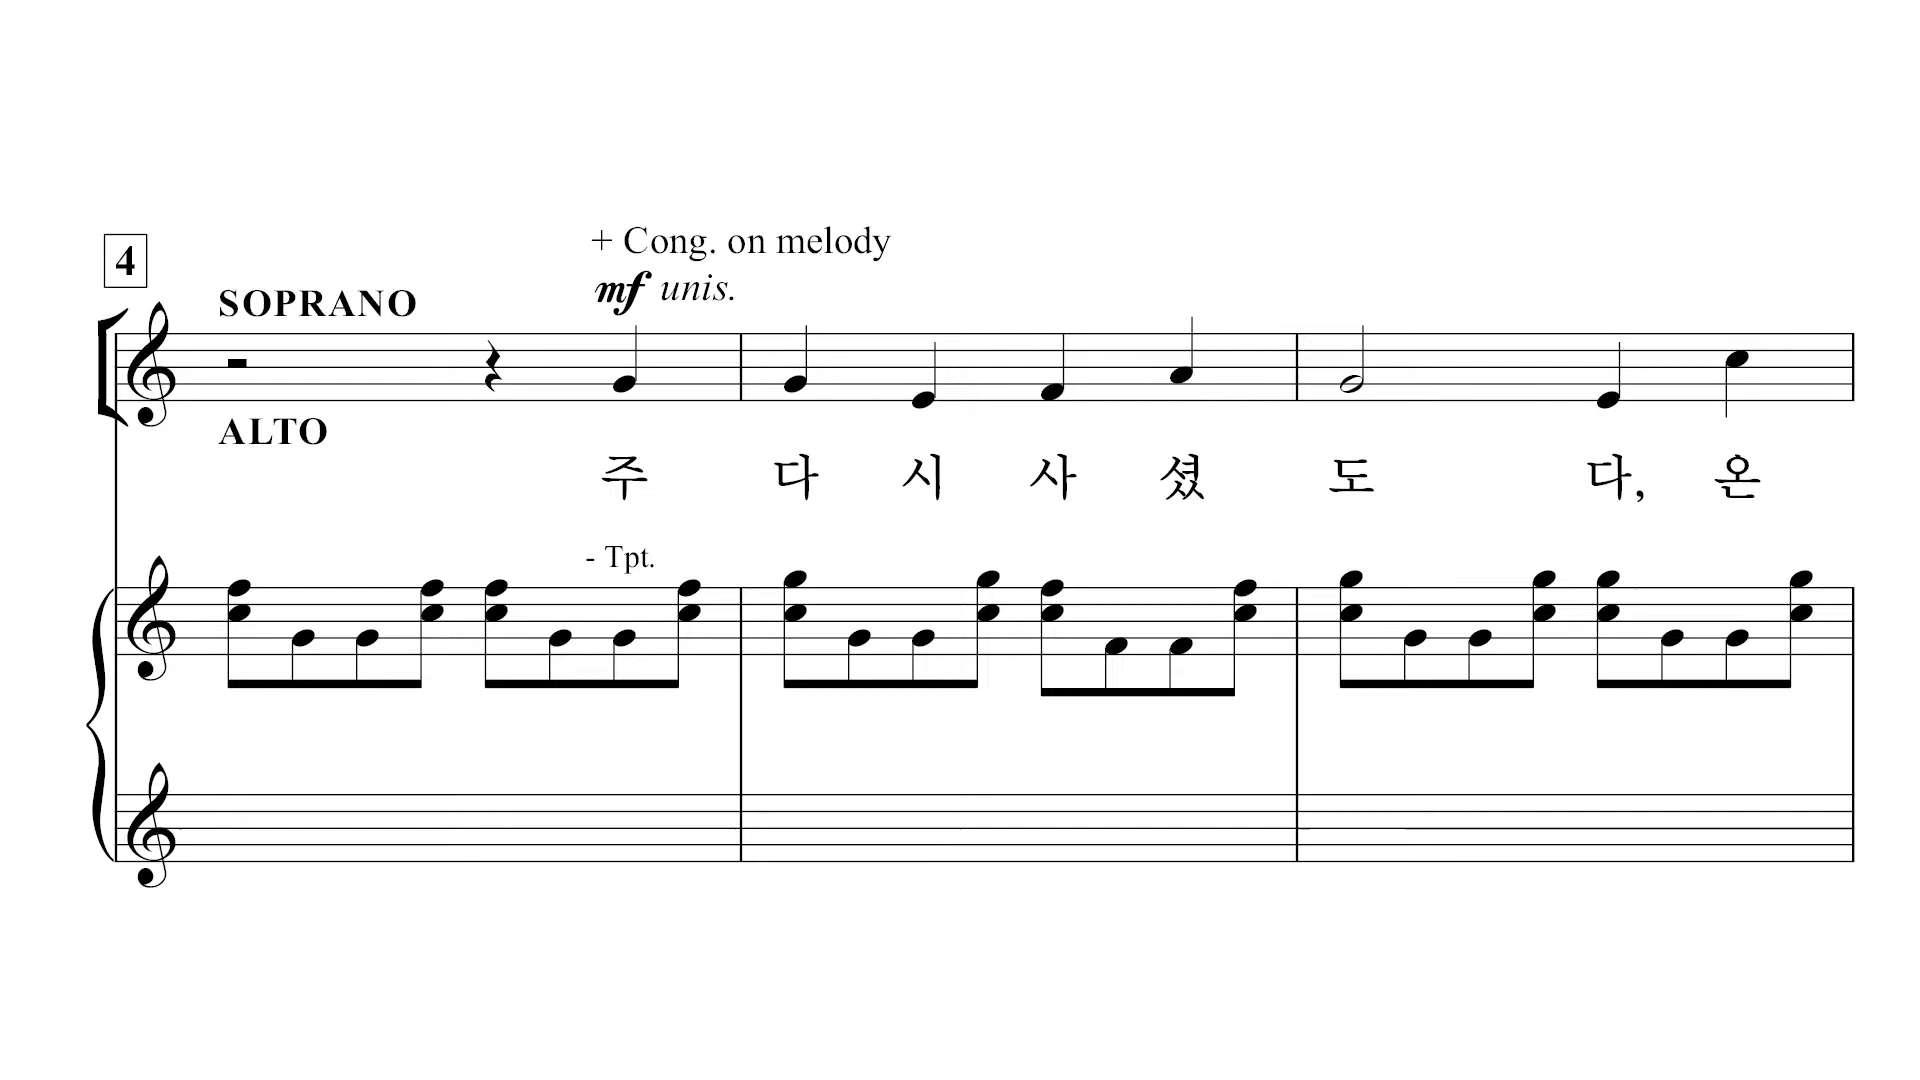 4
+ Cong. on melody
mf unis.
SOPRANO
ALTO
주 다 시 사 셨 도 다, 온
- Tpt.